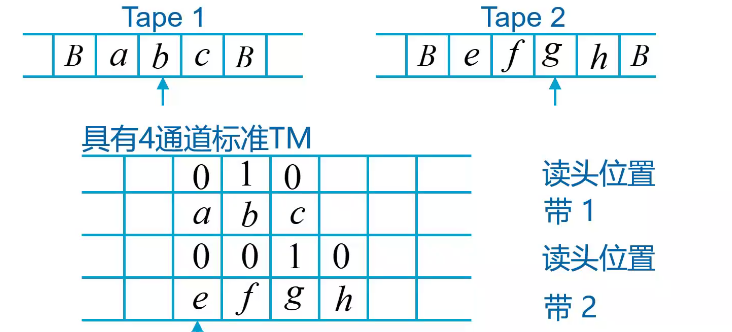 Tape 1 Tape 2
B a b c B B e f g h B
具有4通道标准TM
0 1 0 读头位置
a b c 带 1
0 0 1 0 读头位置
e f g h 带 2